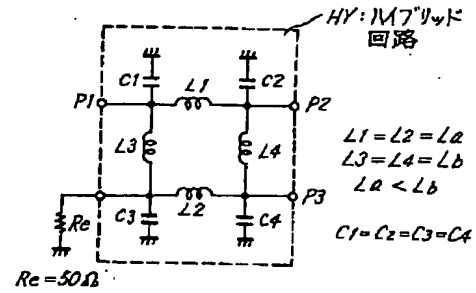 HY:ハイブリッド
回路
C1
L1
C2
P1
P2
L3
L4
L1=L2=La
L3=L4=Lb
La<Lb
L2
P3
Re
C3
C4
C1=C2=C3=C4
Re=50Ω